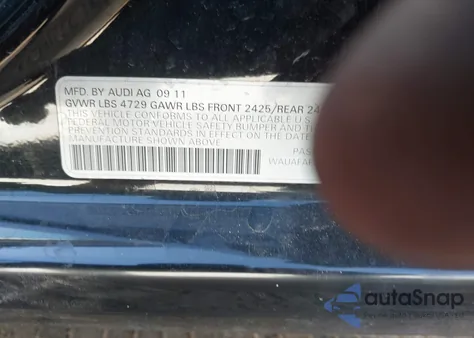 MFD. BY AUDI AG 09 11
GVWR LBS 4729 GAWR LBS FRONT 2425/REAR 24
THIS VEHICLE CONFORMS TO ALL APPLICABLE U.S.
FEDERAL MOTOR VEHICLE SAFETY BUMPER AND T
PREVENTION STANDARDS IN EFFECT ON THE DATE
MANUFACTURE SHOWN ABOVE
PAS
WAUAFA
autoSnap